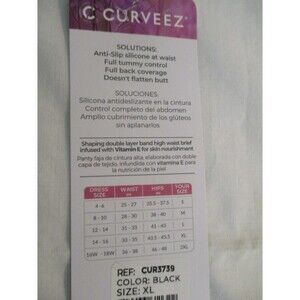 CURVEEZ
SOLUTIONS:
Anti-Slip silicone at waist
Full tummy control
Full back coverage
Doesn't flatten butt
SOLUCIONES:
Silicona antideslizante en la cintura
Control completo del abdomen
Amplio cubrimiento de los glúteos
sin aplanarlos
Shaping double layer band high waist brief
infused with Vitamin E for skin nourishment
Panty faja de cintura alta, elaborada con doble
capa de tejido, infundida con vitamina E para
la nutrición de la piel
DRESS SIZE WAIST HIPS YOUR SIZE
4-6 25 - 27 35.5 - 37.5 S
8-10 28 - 30 38 - 40 M
12 - 14 31 - 33 L
14 - 16 33 - 35 43.5 - 45.5 XL
16W - 18W 36 - 38 46 - 48 2XL
REF: CUR3739
COLOR: BLACK
SIZE: XL